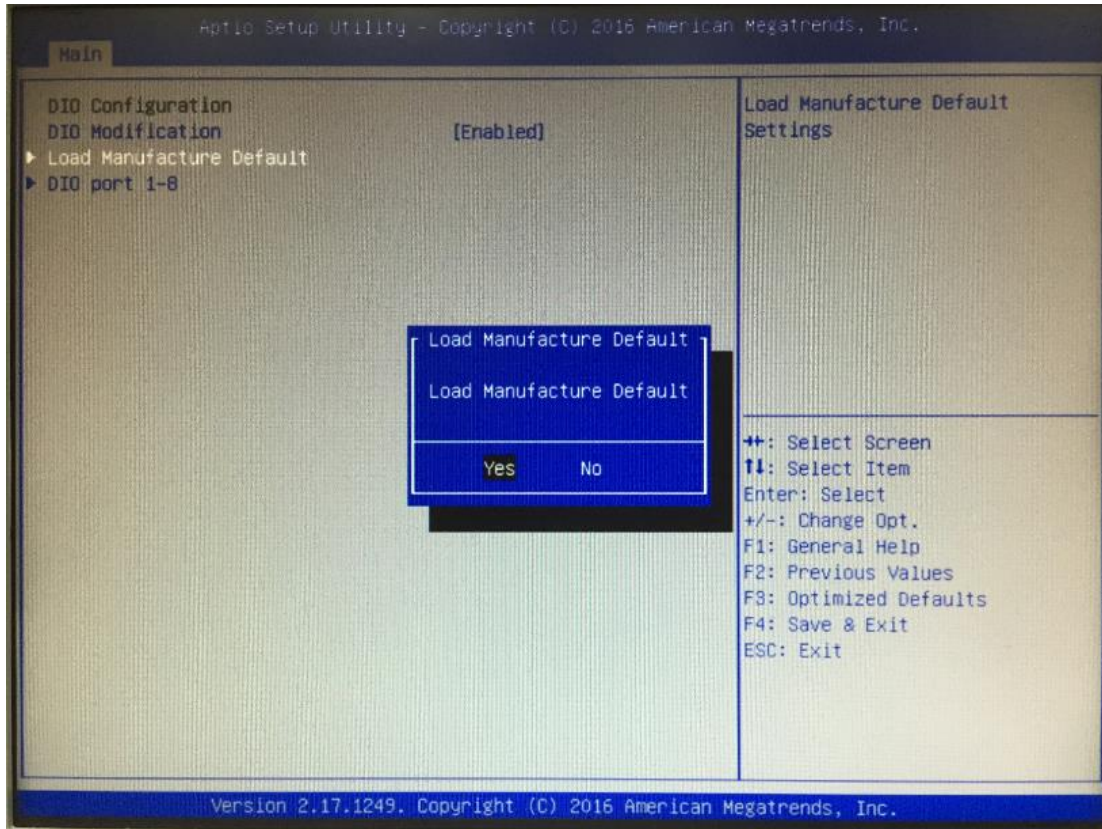 Aptio Setup Utility - Copyright (C) 2016 American Megatrends, Inc.
Main
DIO Configuration
DIO Modification [Enabled]
► Load Manufacture Default
► DIO port 1-8
Load Manufacture Default
Settings
Load Manufacture Default
Load Manufacture Default
Yes No
→←: Select Screen
↑↓: Select Item
Enter: Select
+/-: Change Opt.
F1: General Help
F2: Previous Values
F3: Optimized Defaults
F4: Save & Exit
ESC: Exit
Version 2.17.1249. Copyright (C) 2016 American Megatrends, Inc.